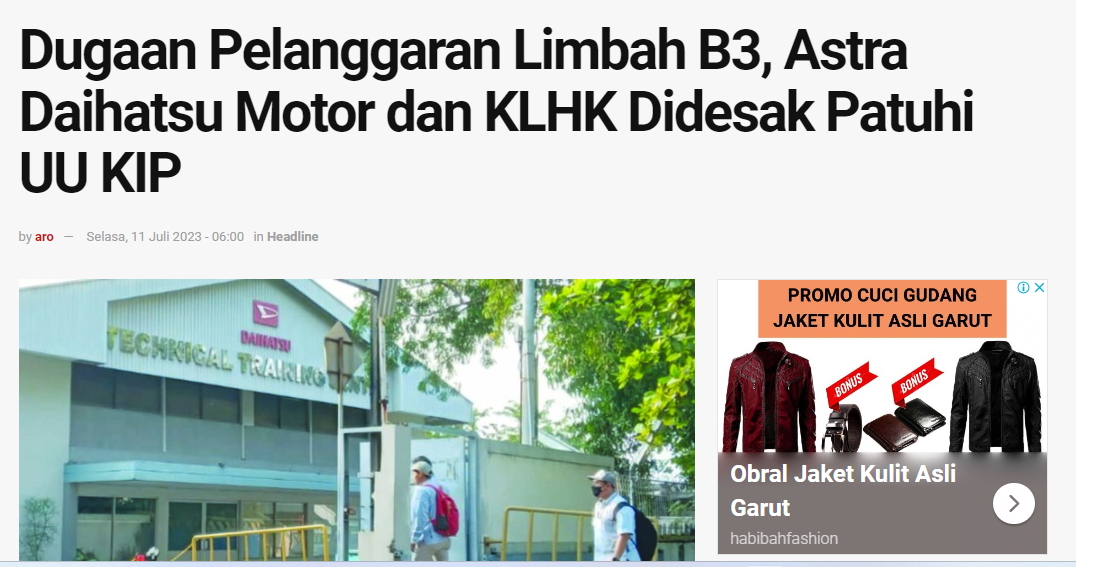 Dugaan Pelanggaran Limbah B3, Astra
Daihatsu Motor dan KLHK Didesak Patuhi
UU KIP
by aro — Selasa, 11 Juli 2023 - 06:00 in Headline
DAIHATSU
TECHNICAL TRAINING
PROMO CUCI GUDANG
JAKET KULIT ASLI GARUT
BONUS
BONUS
Obral Jaket Kulit Asli
Garut
habibahfashion